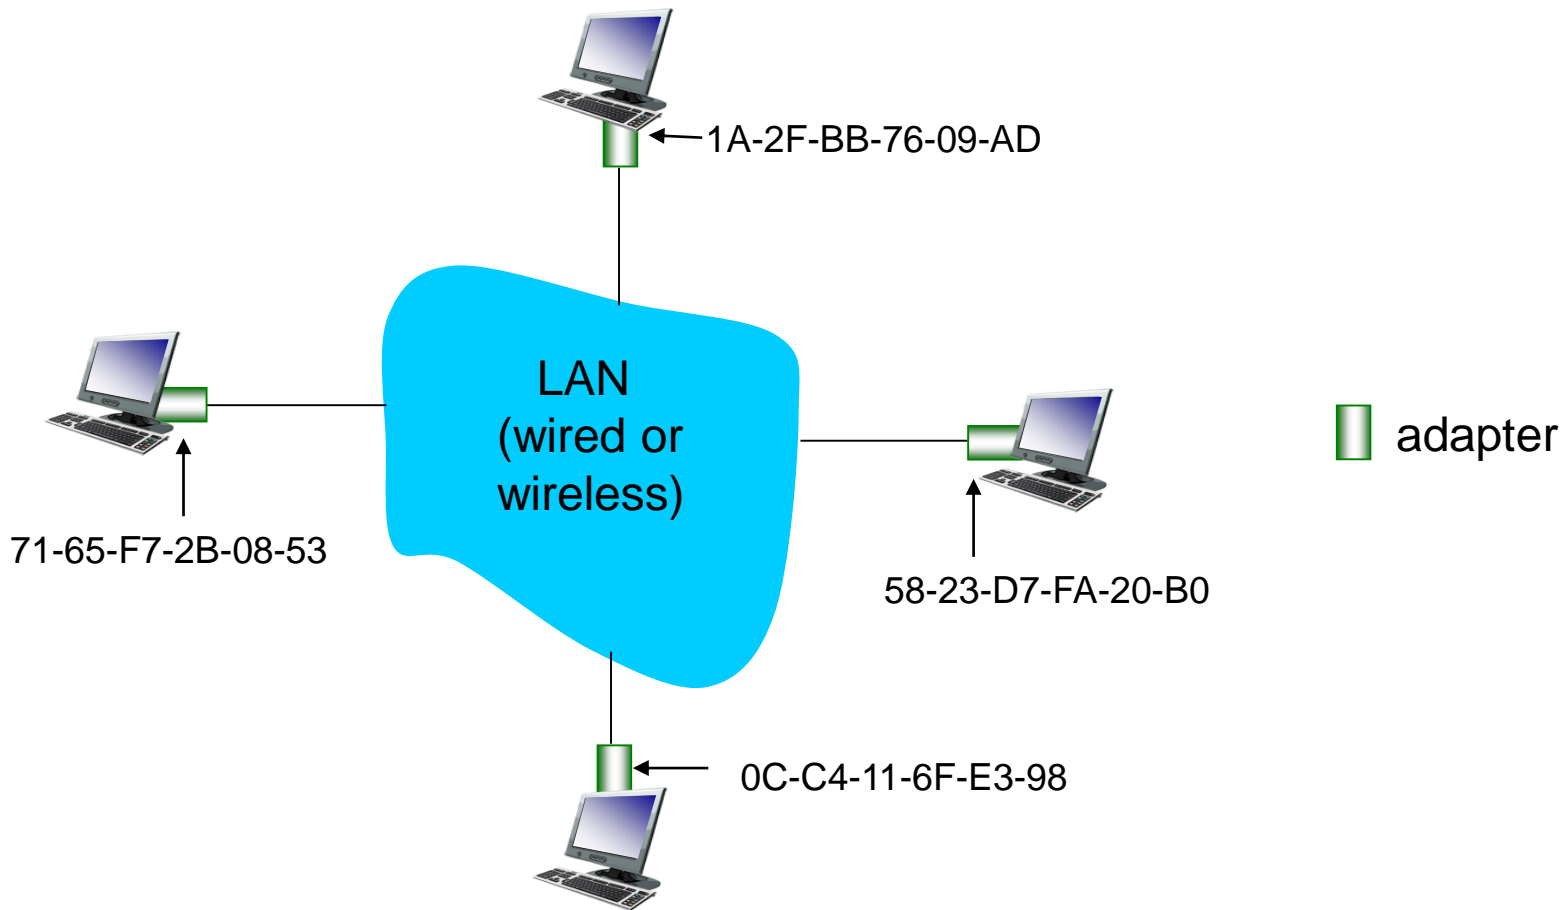 1A-2F-BB-76-09-AD
LAN
(wired or
wireless)
adapter
71-65-F7-2B-08-53
58-23-D7-FA-20-B0
0C-C4-11-6F-E3-98